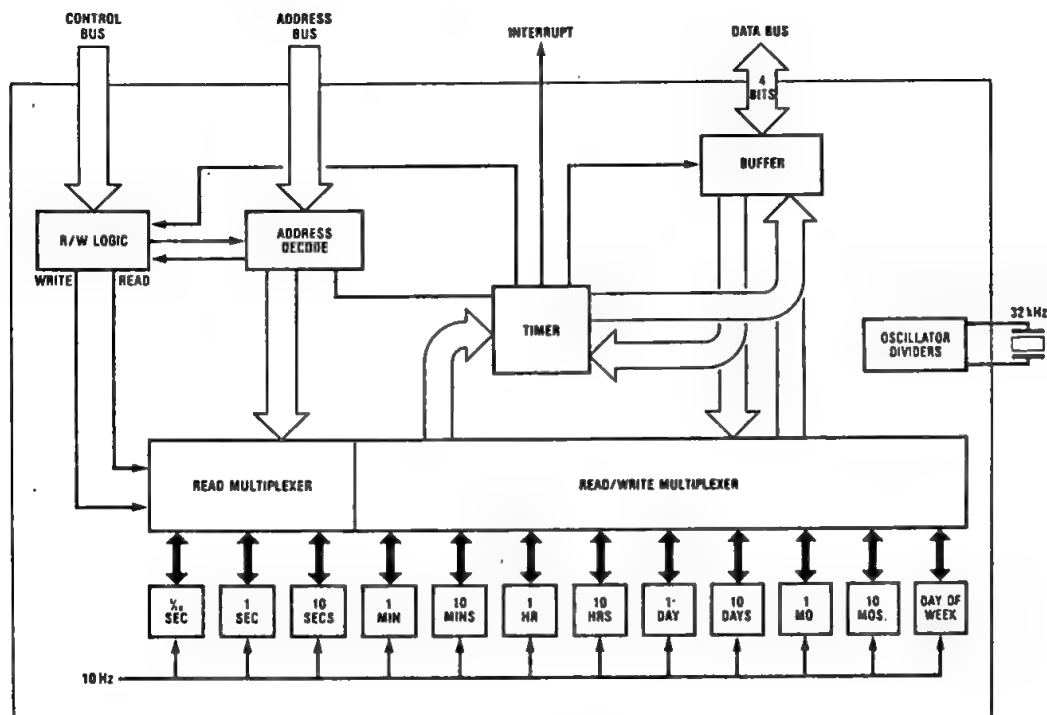 CONTROL
BUS
ADDRESS
BUS
INTERRUPT
DATA BUS
4
BITS
BUFFER
R/W LOGIC
ADDRESS
DECODE
WRITE
READ
TIMER
32 kHz
OSCILLATOR
DIVIDERS
READ MULTIPLEXER
READ/WRITE MULTIPLEXER
1/10
SEC
1
SEC
10
SECS
1
MIN
10
MINS
1
HR
10
HRS
1
DAY
10
DAYS
1
MO
10
MOS.
DAY OF
WEEK
10 Hz